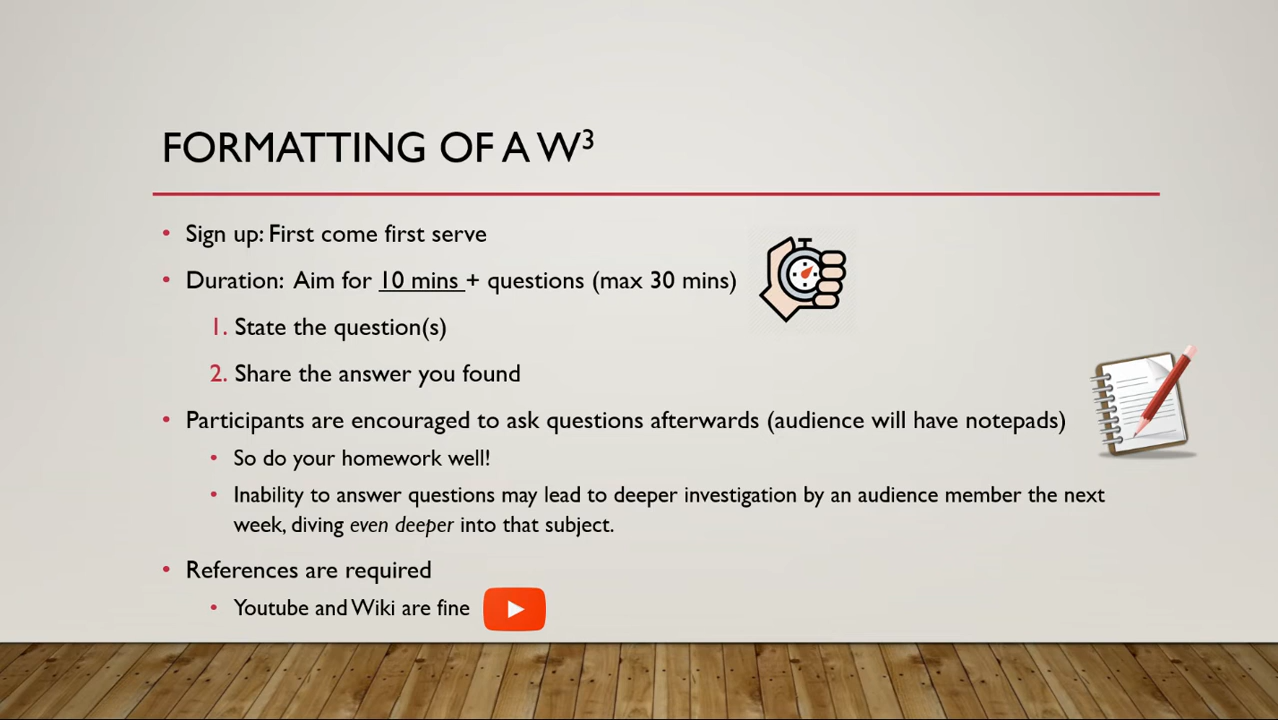 FORMATTING OF A W³
• Sign up: First come first serve
• Duration: Aim for 10 mins + questions (max 30 mins)
1. State the question(s)
2. Share the answer you found
• Participants are encouraged to ask questions afterwards (audience will have notepads)
• So do your homework well!
• Inability to answer questions may lead to deeper investigation by an audience member the next
week, diving even deeper into that subject.
• References are required
• Youtube and Wiki are fine